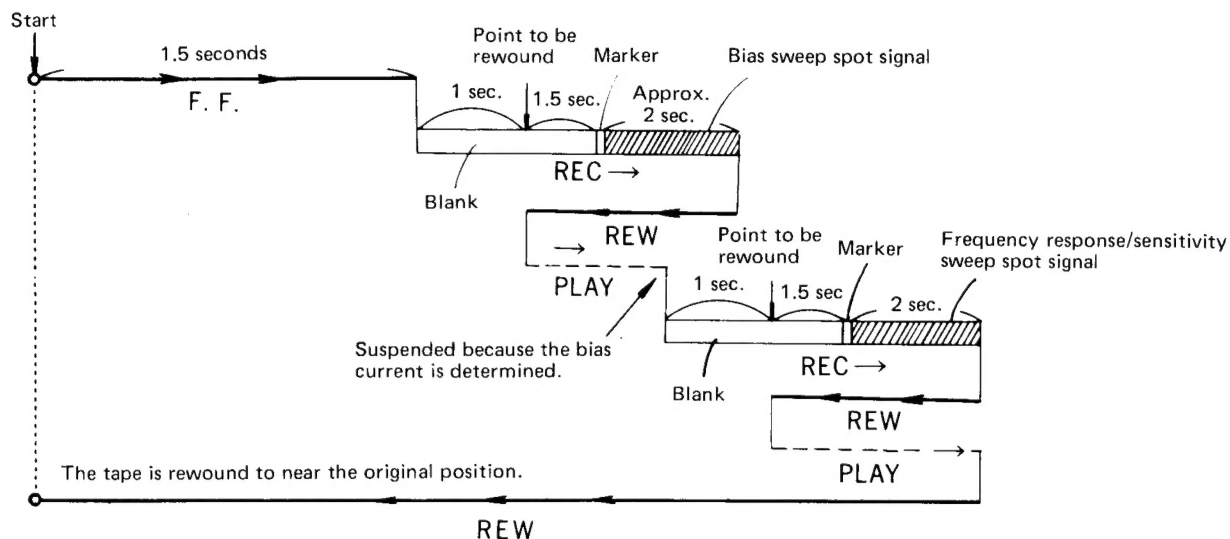 Start
1.5 seconds
F. F.
Point to be
rewound
Marker
Bias sweep spot signal
1 sec.
1.5 sec.
Approx.
2 sec.
Blank
REC →
REW
→
PLAY
Point to be
rewound
Marker
Frequency response/sensitivity
sweep spot signal
1 sec.
1.5 sec
2 sec.
Suspended because the bias
current is determined.
Blank
REC →
REW
→
PLAY
The tape is rewound to near the original position.
REW